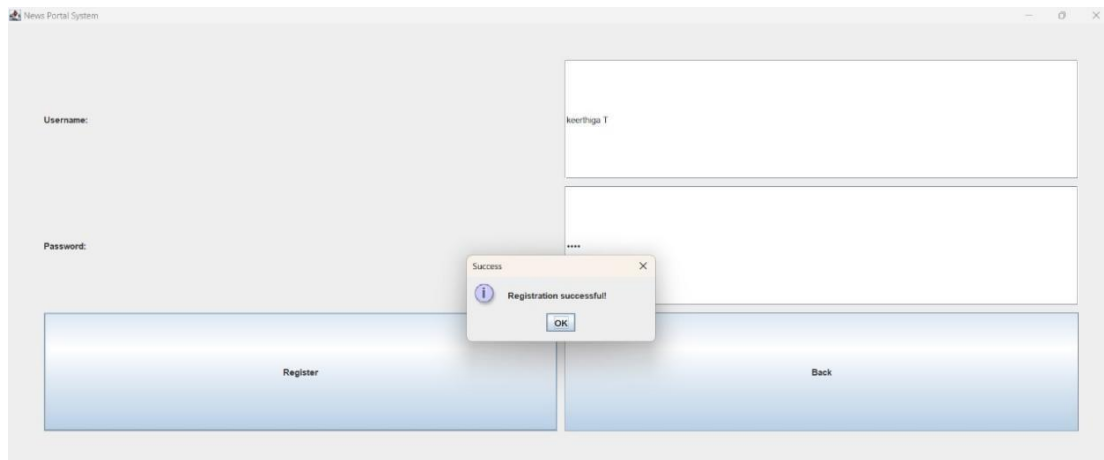 News Portal System
Username:
keerthiga T
Password:
••••
Success
Registration successful!
OK
Register
Back